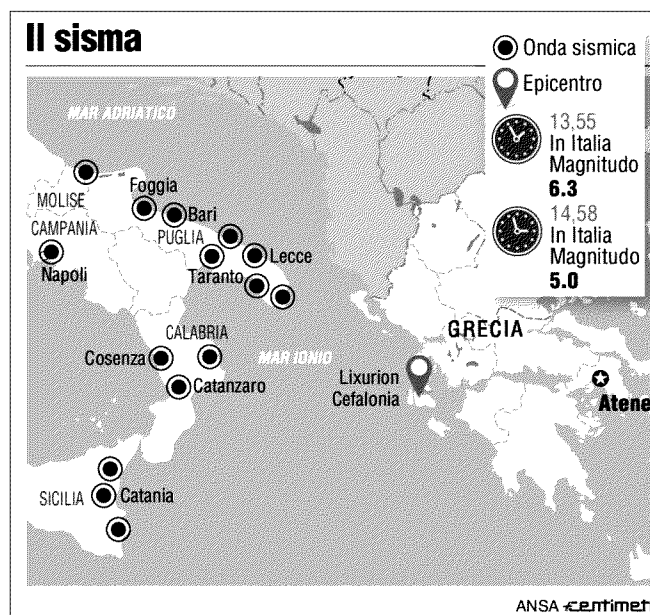 Il sisma
Onda sismica
Epicentro
13,55
In Italia
Magnitudo
6.3
14,58
In Italia
Magnitudo
5.0
MAR ADRIATICO
MOLISE
Foggia
Bari
CAMPANIA
PUGLIA
Lecce
Napoli
Taranto
GRECIA
CALABRIA
MAR IONIO
Cosenza
Lixurion
Cefalonia
Catanzaro
Atene
SICILIA
Catania
ANSA centimet